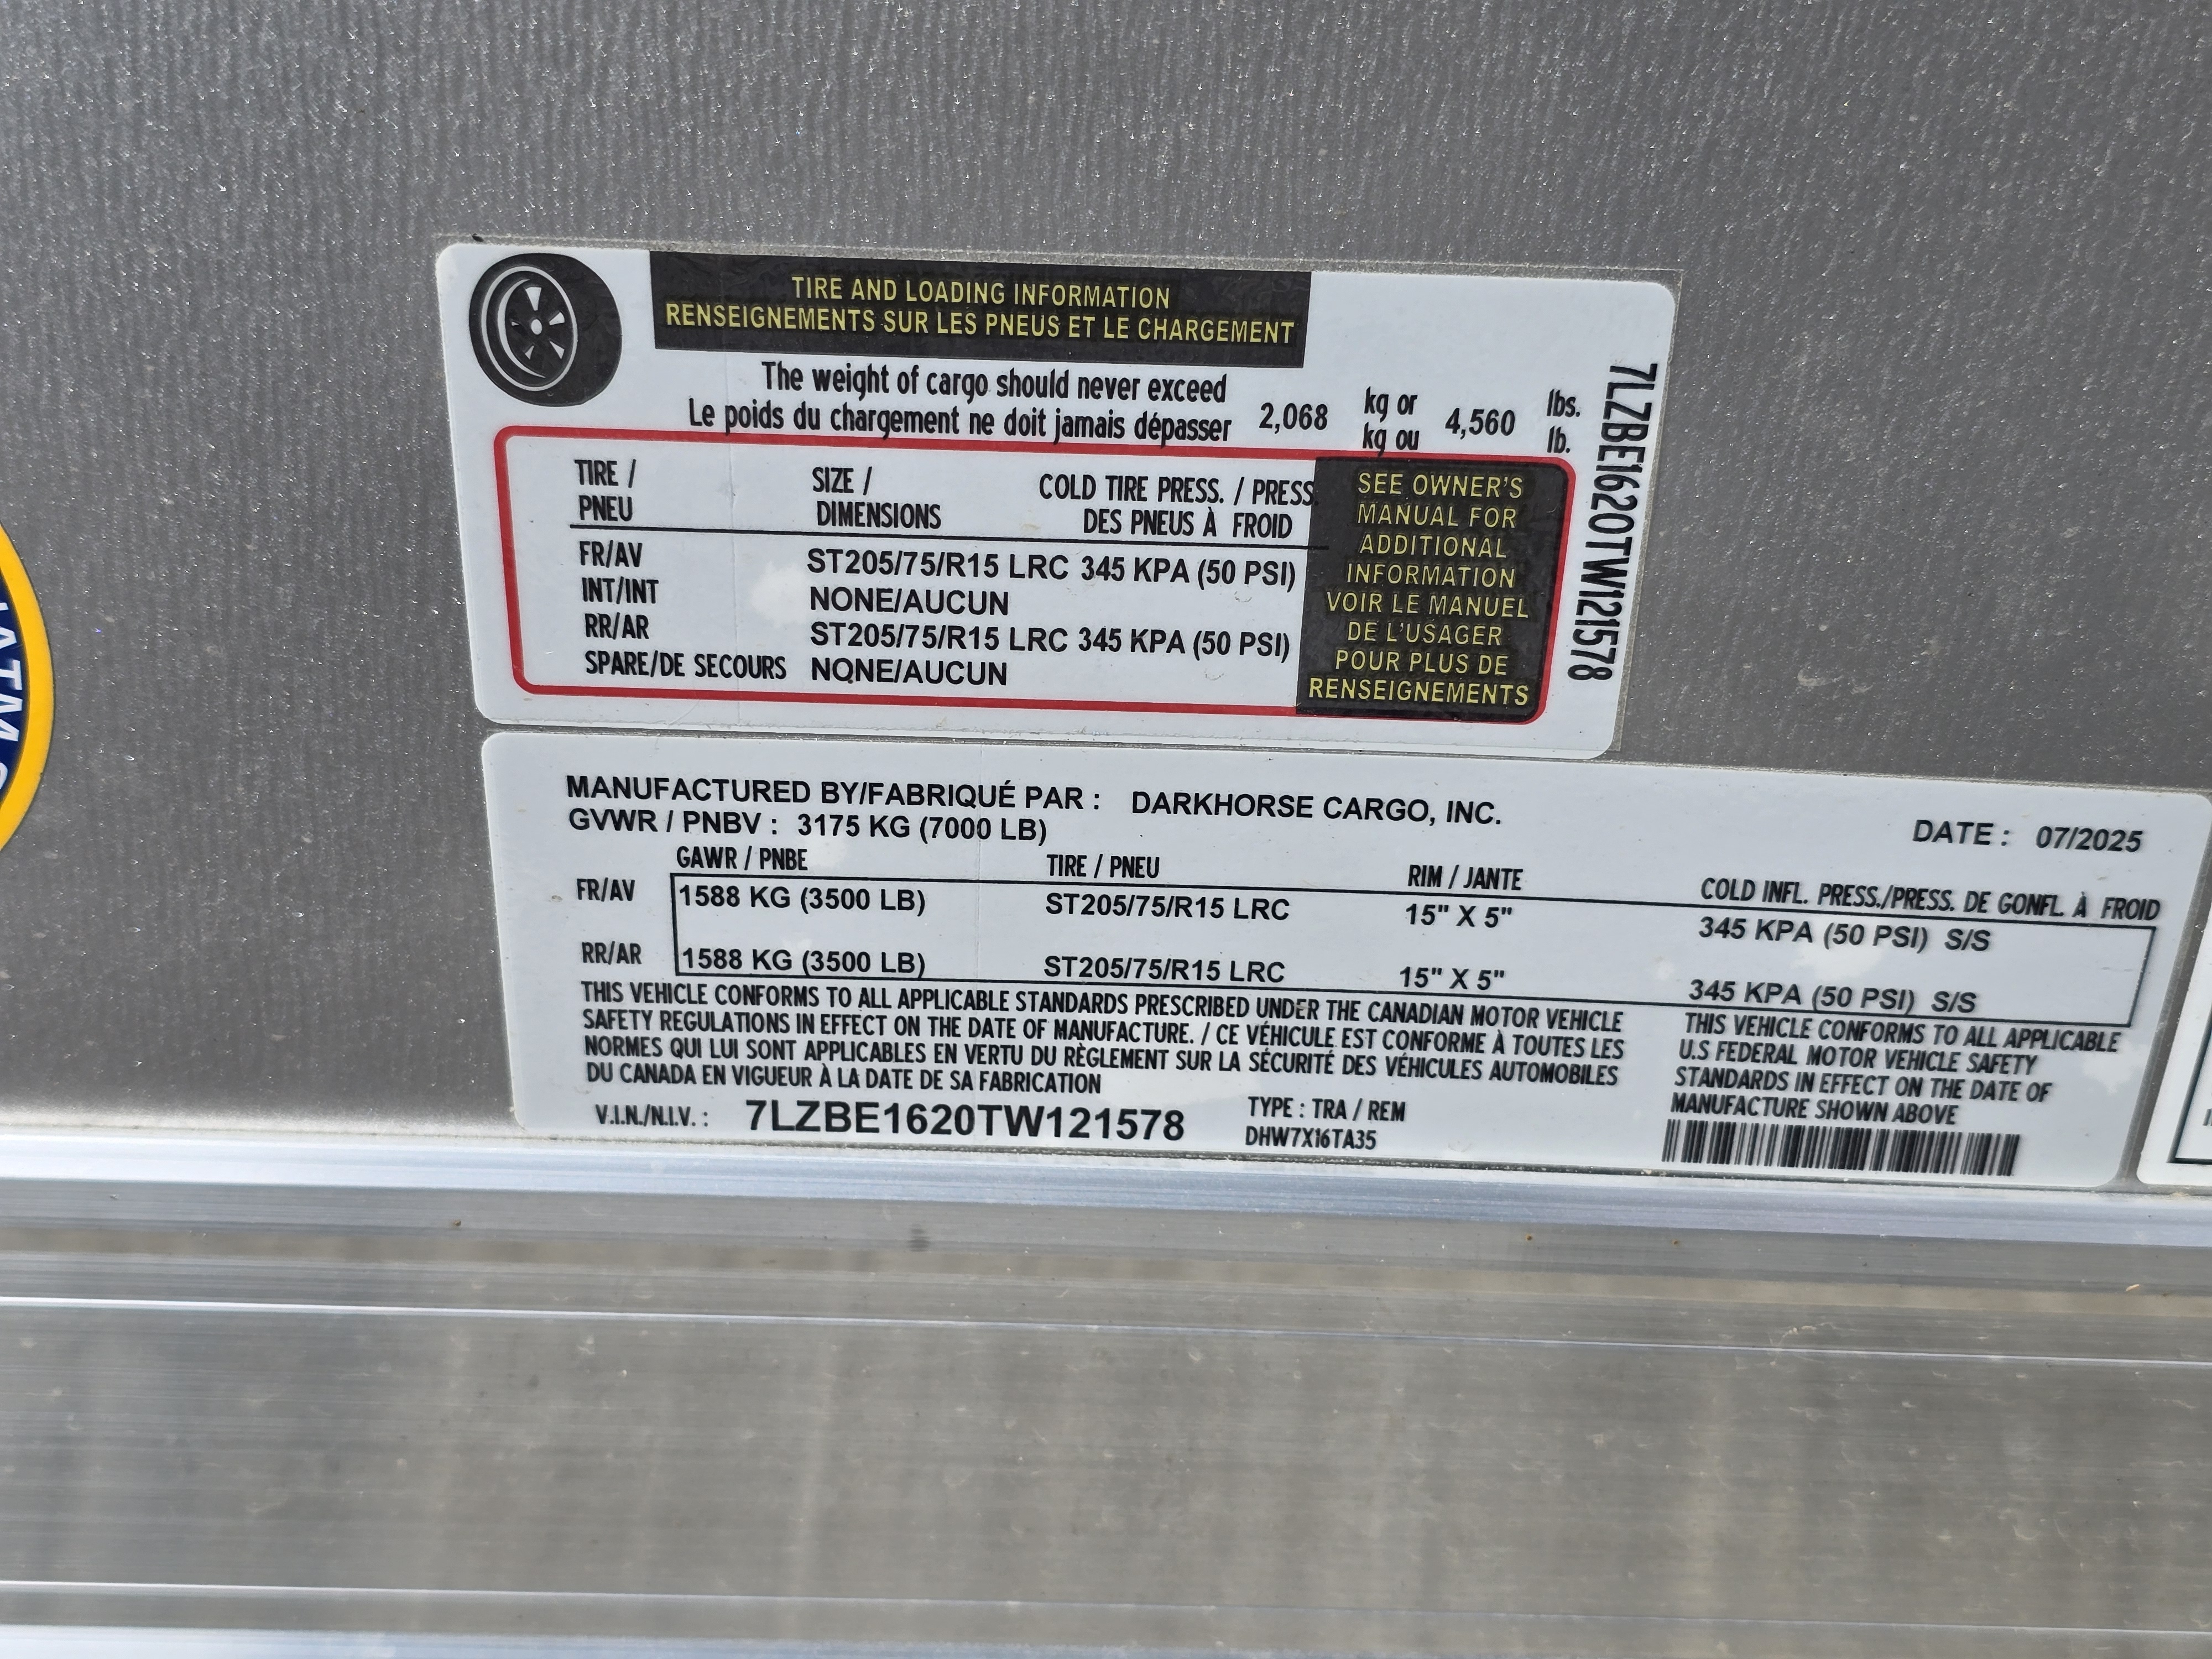 TIRE AND LOADING INFORMATION
RENSEIGNEMENTS SUR LES PNEUS ET LE CHARGEMENT
The weight of cargo should never exceed
Le poids du chargement ne doit jamais dépasser
2,068 kg or 4,560 lbs.
kg ou lb.
TIRE / SIZE / COLD TIRE PRESS. / PRESS.
PNEU DIMENSIONS DES PNEUS À FROID
FR/AV ST205/75/R15 LRC 345 KPA (50 PSI)
INT/INT NONE/AUCUN
RR/AR ST205/75/R15 LRC 345 KPA (50 PSI)
SPARE/DE SECOURS NONE/AUCUN
SEE OWNER'S
MANUAL FOR
ADDITIONAL
INFORMATION
VOIR LE MANUEL
DE L'USAGER
POUR PLUS DE
RENSEIGNEMENTS
7LZBE1620TW121578
MANUFACTURED BY/FABRIQUÉ PAR : DARKHORSE CARGO, INC.
GVWR / PNBV : 3175 KG (7000 LB)
DATE : 07/2025
GAWR / PNBE TIRE / PNEU RIM / JANTE COLD INFL. PRESS./PRESS. DE GONFL. À FROID
FR/AV 1588 KG (3500 LB) ST205/75/R15 LRC 15" X 5" 345 KPA (50 PSI) S/S
RR/AR 1588 KG (3500 LB) ST205/75/R15 LRC 15" X 5" 345 KPA (50 PSI) S/S
THIS VEHICLE CONFORMS TO ALL APPLICABLE STANDARDS PRESCRIBED UNDER THE CANADIAN MOTOR VEHICLE
SAFETY REGULATIONS IN EFFECT ON THE DATE OF MANUFACTURE. / CE VÉHICULE EST CONFORME À TOUTES LES
NORMES QUI LUI SONT APPLICABLES EN VERTU DU RÈGLEMENT SUR LA SÉCURITÉ DES VÉHICULES AUTOMOBILES
DU CANADA EN VIGUEUR À LA DATE DE SA FABRICATION
THIS VEHICLE CONFORMS TO ALL APPLICABLE
U.S FEDERAL MOTOR VEHICLE SAFETY
STANDARDS IN EFFECT ON THE DATE OF
MANUFACTURE SHOWN ABOVE
V.I.N./N.I.V. : 7LZBE1620TW121578
TYPE : TRA / REM
DHW7X16TA35